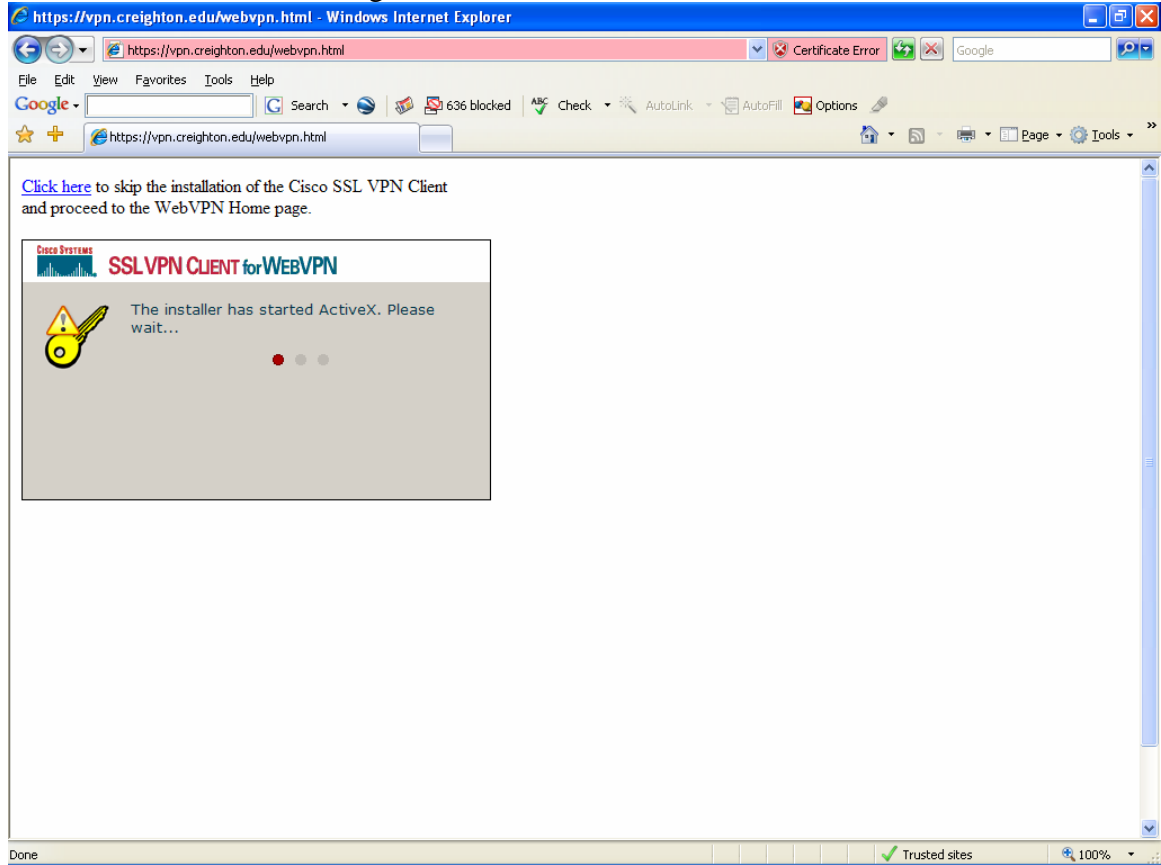 https://vpn.creighton.edu/webvpn.html - Windows Internet Explorer
https://vpn.creighton.edu/webvpn.html Certificate Error Google
File Edit View Favorites Tools Help
Google Search 636 blocked ABC Check AutoLink AutoFill Options
https://vpn.creighton.edu/webvpn.html Page Tools »
Click here to skip the installation of the Cisco SSL VPN Client
and proceed to the WebVPN Home page.
CISCO SYSTEMS
SSL VPN CLIENT for WEBVPN
The installer has started ActiveX. Please
wait...
Done Trusted sites 100%